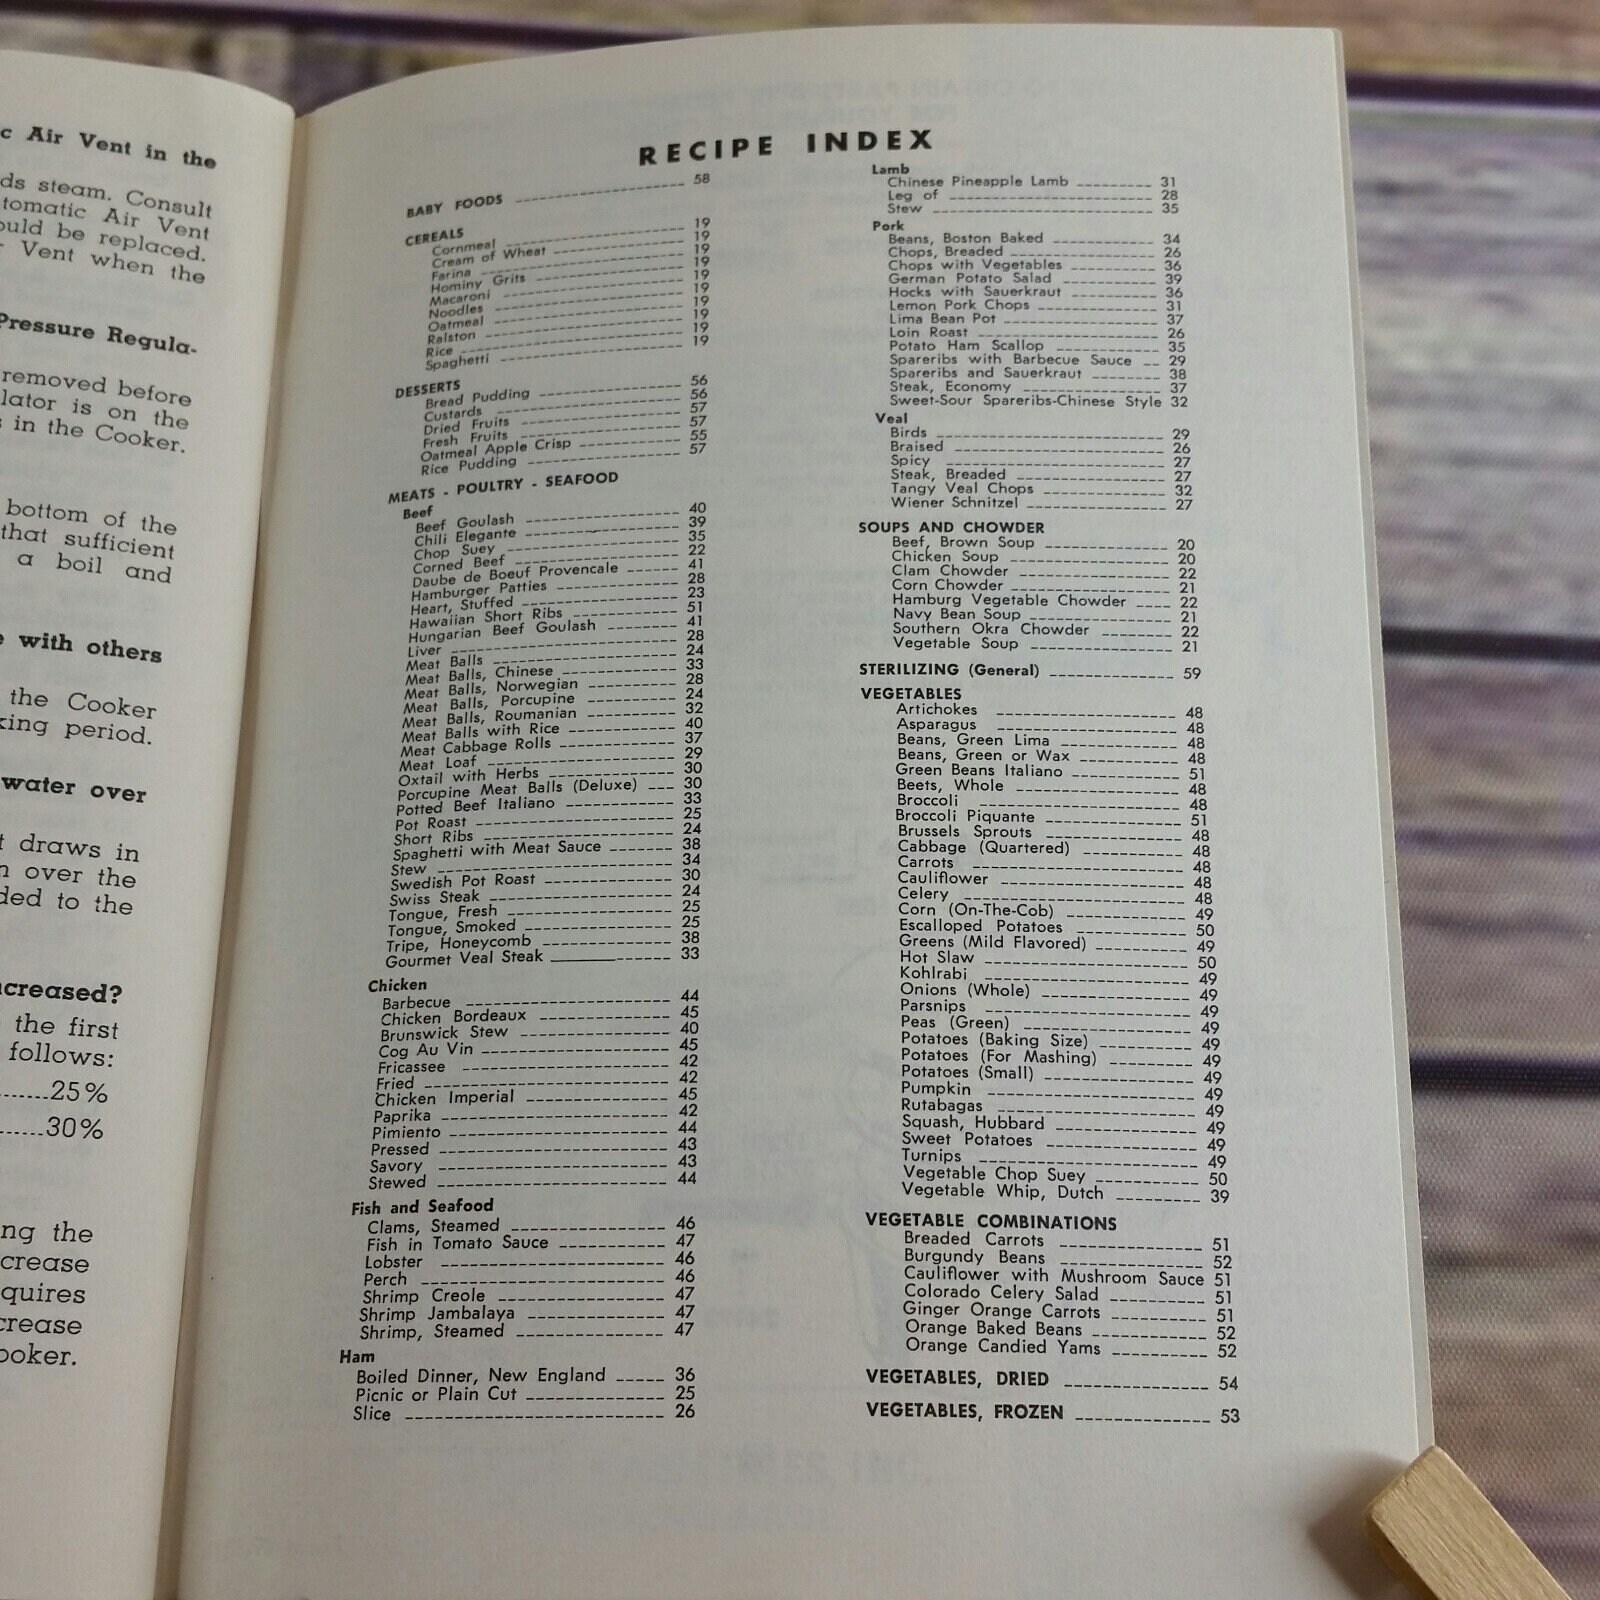 c Air Vent in the
ds steam. Consult
tomatic Air Vent
ould be replaced.
r Vent when the
Pressure Regula-
removed before
lator is on the
s in the Cooker.
bottom of the
that sufficient
a boil and
e with others
the Cooker
king period.
water over
t draws in
n over the
ded to the
ncreased?
the first
follows:
.......25%
......30%
ng the
crease
quires
crease
ooker.
RECIPE INDEX
BABY FOODS 58
CEREALS
Cornmeal 19
Cream of Wheat 19
Farina 19
Hominy Grits 19
Macaroni 19
Noodles 19
Oatmeal 19
Ralston 19
Rice 19
Spaghetti 19
DESSERTS
Bread Pudding 56
Custards 56
Dried Fruits 57
Fresh Fruits 57
Oatmeal Apple Crisp 55
Rice Pudding 57
MEATS - POULTRY - SEAFOOD
Beef
Beef Goulash 40
Chili Elegante 39
Chop Suey 35
Corned Beef 22
Daube de Boeuf Provencale 41
Hamburger Patties 28
Heart, Stuffed 23
Hawaiian Short Ribs 51
Hungarian Beef Goulash 41
Liver 28
Meat Balls 24
Meat Balls, Chinese 33
Meat Balls, Norwegian 28
Meat Balls, Porcupine 24
Meat Balls, Roumanian 32
Meat Balls with Rice 40
Meat Cabbage Rolls 37
Meat Loaf 29
Oxtail with Herbs 30
Porcupine Meat Balls (Deluxe) 30
Potted Beef Italiano 33
Pot Roast 25
Short Ribs 24
Spaghetti with Meat Sauce 38
Stew 34
Swedish Pot Roast 30
Swiss Steak 24
Tongue, Fresh 25
Tongue, Smoked 25
Tripe, Honeycomb 38
Gourmet Veal Steak 33
Chicken
Barbecue 44
Chicken Bordeaux 45
Brunswick Stew 40
Cog Au Vin 45
Fricassee 42
Fried 42
Chicken Imperial 45
Paprika 42
Pimiento 44
Pressed 43
Savory 43
Stewed 44
Fish and Seafood
Clams, Steamed 46
Fish in Tomato Sauce 47
Lobster 46
Perch 46
Shrimp Creole 47
Shrimp Jambalaya 47
Shrimp, Steamed 47
Ham
Boiled Dinner, New England 36
Picnic or Plain Cut 25
Slice 26
Lamb
Chinese Pineapple Lamb 31
Leg of 28
Stew 35
Pork
Beans, Boston Baked 34
Chops, Breaded 26
Chops with Vegetables 36
German Potato Salad 39
Hocks with Sauerkraut 36
Lemon Pork Chops 31
Lima Bean Pot 37
Loin Roast 26
Potato Ham Scallop 35
Spareribs with Barbecue Sauce 29
Spareribs and Sauerkraut 38
Steak, Economy 37
Sweet-Sour Spareribs-Chinese Style 32
Veal
Birds 29
Braised 26
Spicy 27
Steak, Breaded 27
Tangy Veal Chops 32
Wiener Schnitzel 27
SOUPS AND CHOWDER
Beef, Brown Soup 20
Chicken Soup 20
Clam Chowder 22
Corn Chowder 21
Hamburg Vegetable Chowder 22
Navy Bean Soup 21
Southern Okra Chowder 22
Vegetable Soup 21
STERILIZING (General) 59
VEGETABLES
Artichokes 48
Asparagus 48
Beans, Green Lima 48
Beans, Green or Wax 48
Green Beans Italiano 51
Beets, Whole 48
Broccoli 48
Broccoli Piquante 51
Brussels Sprouts 48
Cabbage (Quartered) 48
Carrots 48
Cauliflower 48
Celery 48
Corn (On-The-Cob) 49
Escalloped Potatoes 50
Greens (Mild Flavored) 49
Hot Slaw 50
Kohlrabi 49
Onions (Whole) 49
Parsnips 49
Peas (Green) 49
Potatoes (Baking Size) 49
Potatoes (For Mashing) 49
Potatoes (Small) 49
Pumpkin 49
Rutabagas 49
Squash, Hubbard 49
Sweet Potatoes 49
Turnips 49
Vegetable Chop Suey 50
Vegetable Whip, Dutch 39
VEGETABLE COMBINATIONS
Breaded Carrots 51
Burgundy Beans 52
Cauliflower with Mushroom Sauce 51
Colorado Celery Salad 51
Ginger Orange Carrots 51
Orange Baked Beans 52
Orange Candied Yams 52
VEGETABLES, DRIED 54
VEGETABLES, FROZEN 53